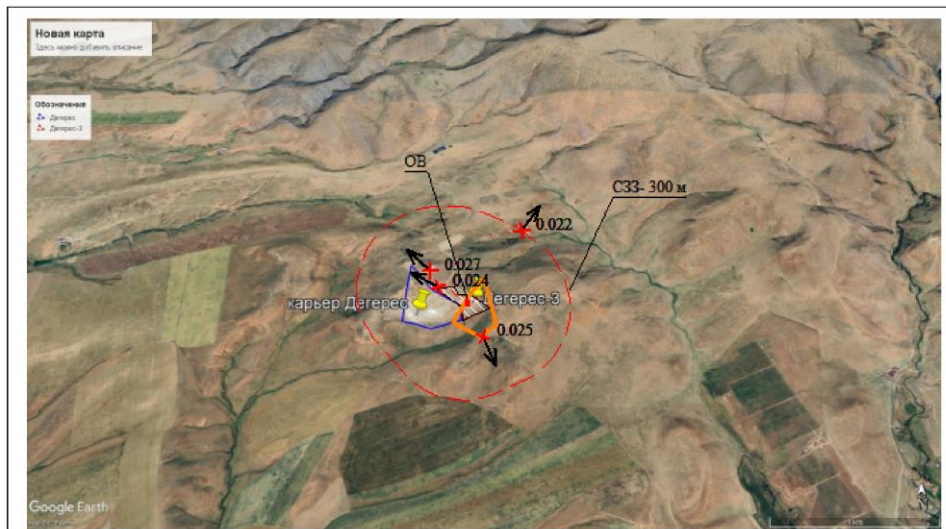 Новая карта
Здесь можно добавить описание
Обозначения
Дегерес
Дегерес-3
ОВ
СЗЗ- 300 м
0.022
0.027
0.024
карьер Дегерес
Дегерес-3
0.025
Google Earth
N